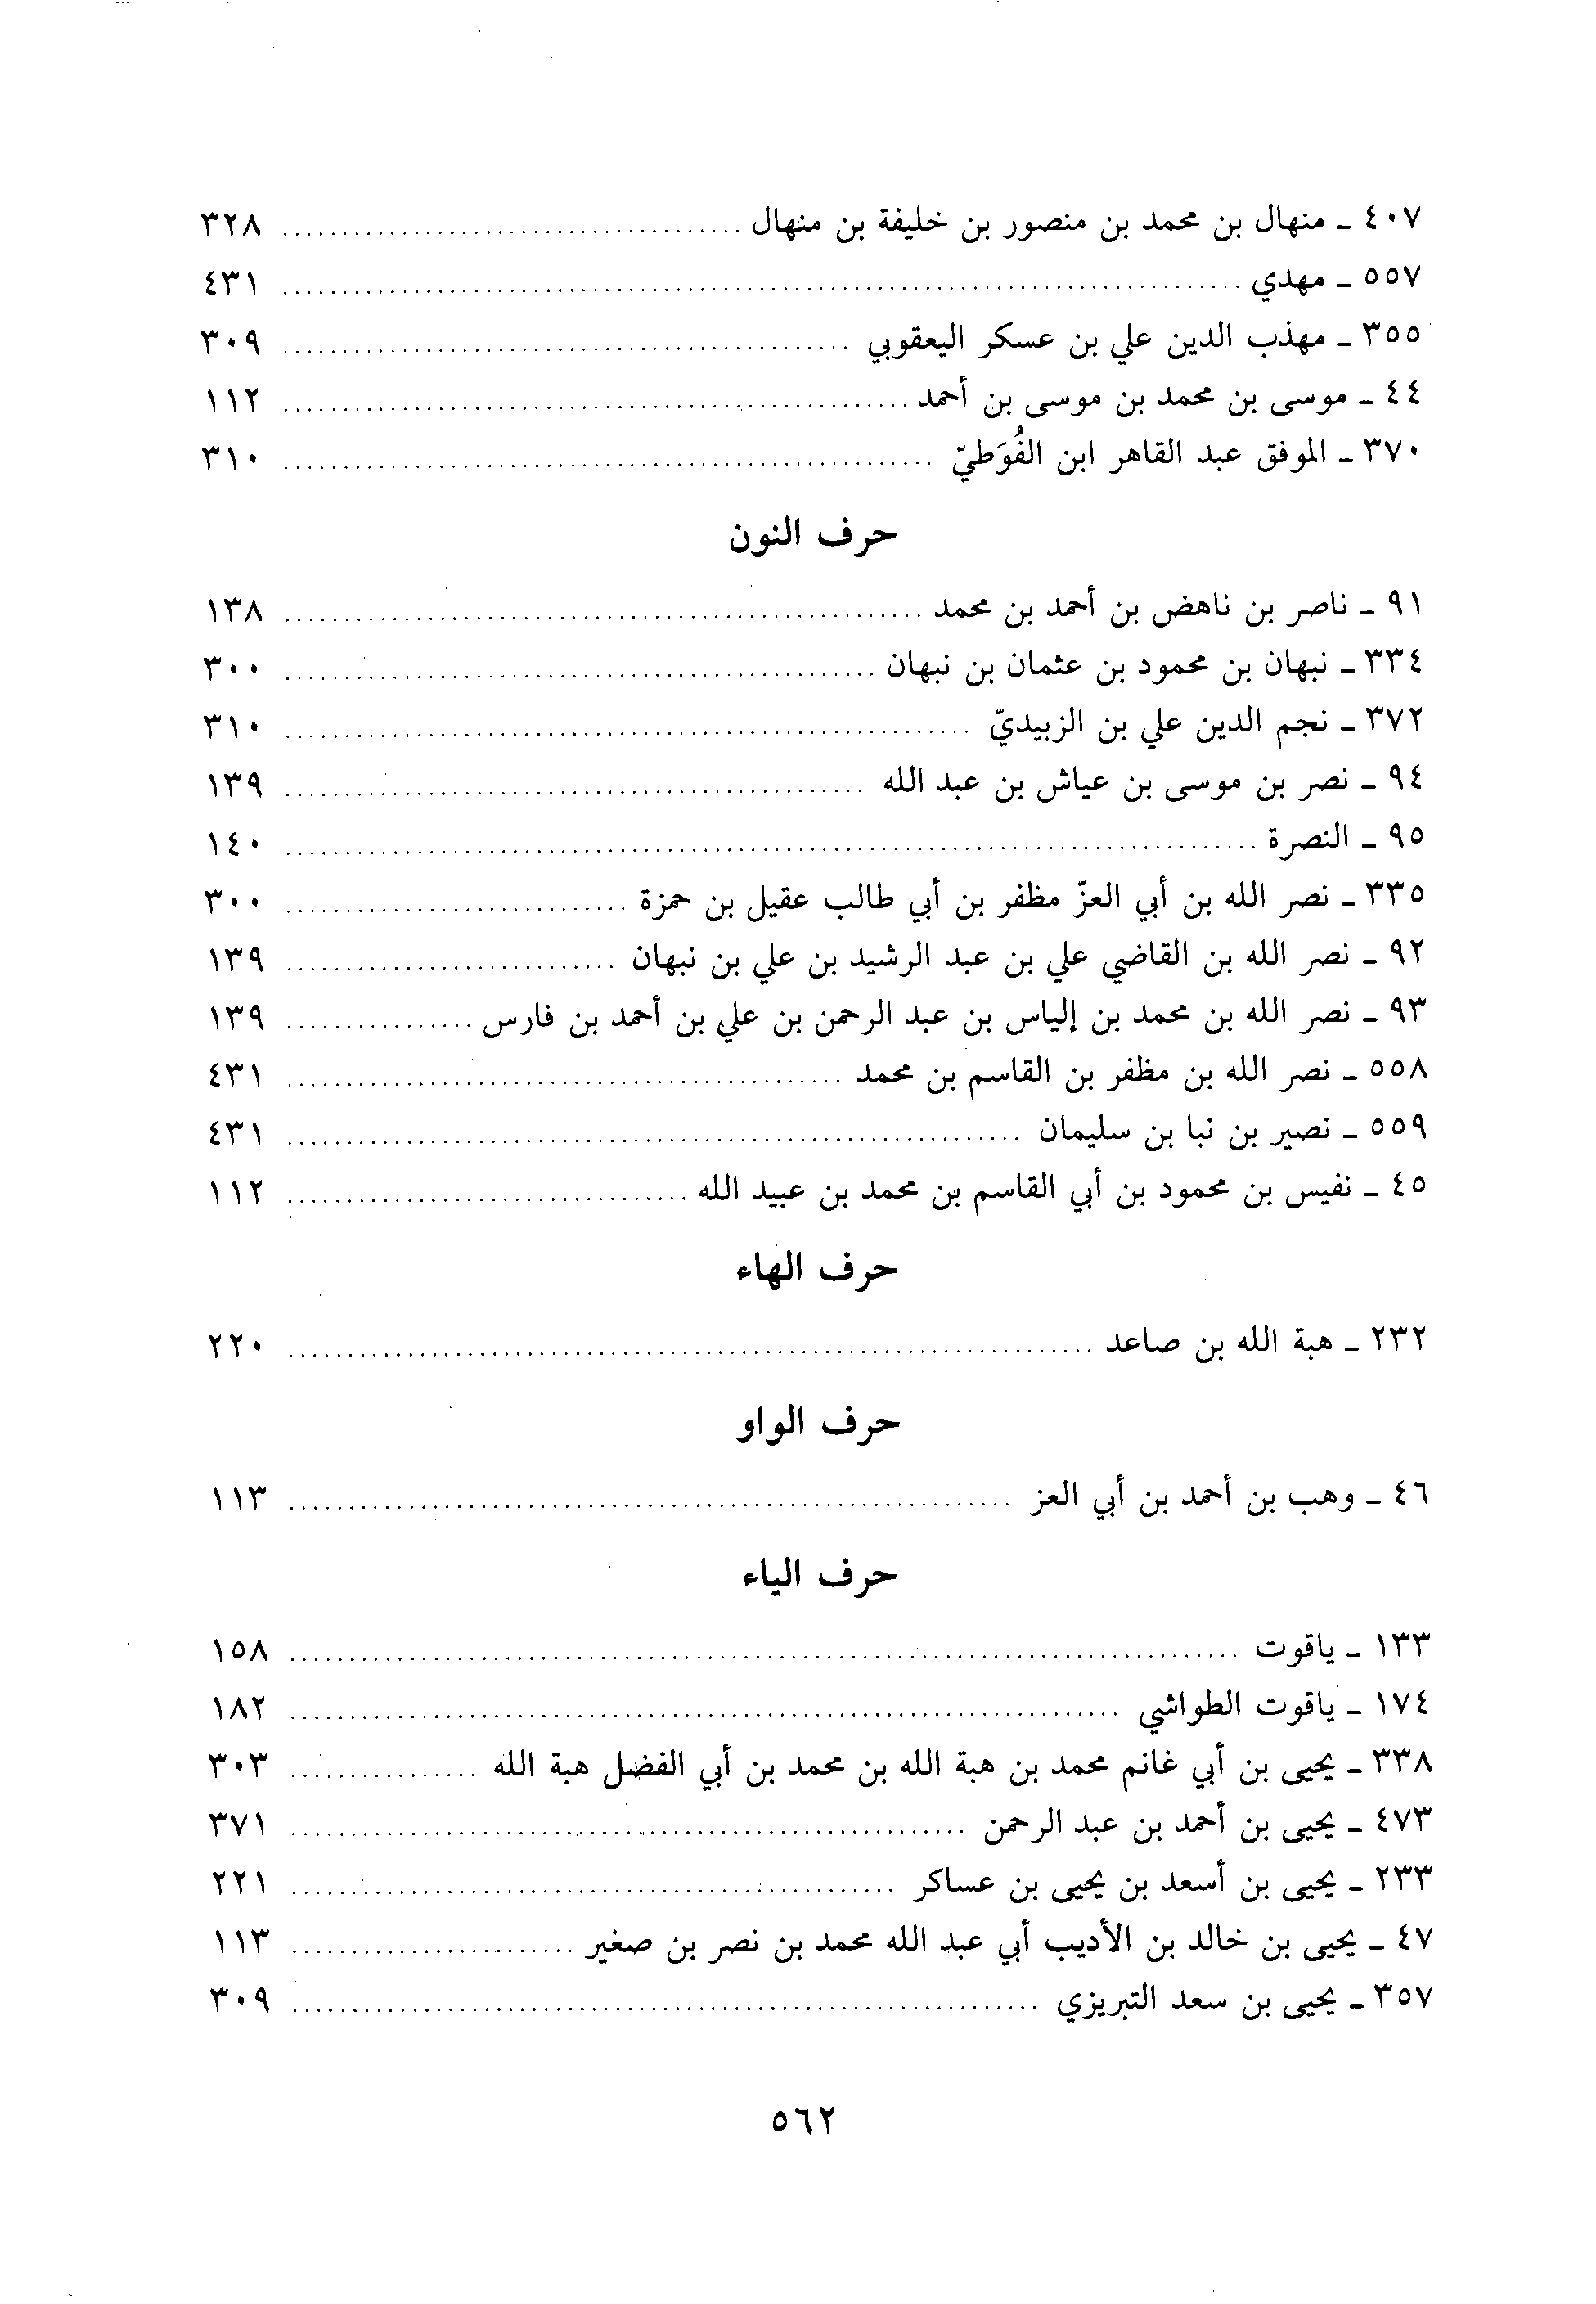 ٤٠٧ ـ منهال بن محمد بن منصور بن خليفة بن منهال ........ ٣٢٨
٥٥٧ ـ مهدي ........ ٤٣١
٣٥٥ ـ مهذب الدين علي بن عسكر اليعقوبي ........ ٣٠٩
٤٤ ـ موسى بن محمد بن موسى بن أحمد ........ ١١٢
٣٧٠ ـ الموفق عبد القاهر ابن الفُوَطيّ ........ ٣١٠
حرف النون
٩١ ـ ناصر بن ناهض بن أحمد بن محمد ........ ١٣٨
٣٣٤ ـ نبهان بن محمود بن عثمان بن نبهان ........ ٣٠٠
٣٧٢ ـ نجم الدين علي بن الزبيديّ ........ ٣١٠
٩٤ ـ نصر بن موسى بن عياش بن عبد الله ........ ١٣٩
٩٥ ـ النصرة ........ ١٤٠
٣٣٥ ـ نصر الله بن أبي العزّ مظفر بن أبي طالب عقيل بن حمزة ........ ٣٠٠
٩٢ ـ نصر الله بن القاضي علي بن عبد الرشيد بن علي بن نبهان ........ ١٣٩
٩٣ ـ نصر الله بن محمد بن إلياس بن عبد الرحمن بن علي بن أحمد بن فارس ........ ١٣٩
٥٥٨ ـ نصر الله بن مظفر بن القاسم بن محمد ........ ٤٣١
٥٥٩ ـ نصير بن نبا بن سليمان ........ ٤٣١
٤٥ ـ نفيس بن محمود بن أبي القاسم بن محمد بن عبيد الله ........ ١١٢
حرف الهاء
٢٣٢ ـ هبة الله بن صاعد ........ ٢٢٠
حرف الواو
٤٦ ـ وهب بن أحمد بن أبي العز ........ ١١٣
حرف الياء
١٣٣ ـ ياقوت ........ ١٥٨
١٧٤ ـ ياقوت الطواشي ........ ١٨٢
٣٣٨ ـ يحيى بن أبي غانم محمد بن هبة الله بن محمد بن أبي الفضل هبة الله ........ ٣٠٣
٤٧٣ ـ يحيى بن أحمد بن عبد الرحمن ........ ٣٧١
٢٣٣ ـ يحيى بن أسعد بن يحيى بن عساكر ........ ٢٢١
٤٧ ـ يحيى بن خالد بن الأديب أبي عبد الله محمد بن نصر بن صغير ........ ١١٣
٣٥٧ ـ يحيى بن سعد التبريزي ........ ٣٠٩
٥٦٢